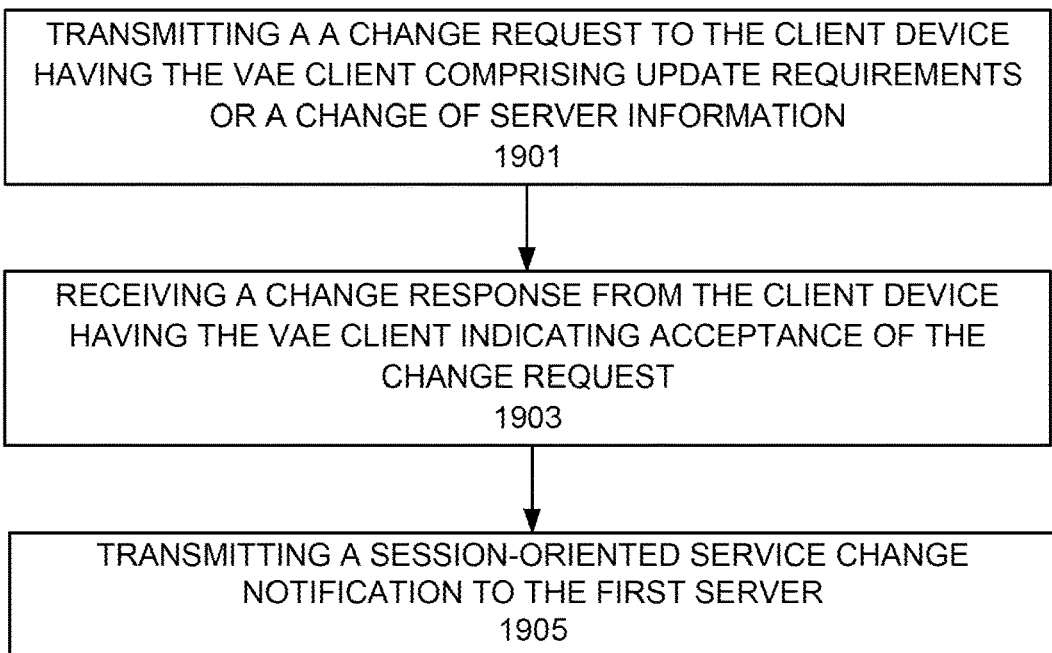 TRANSMITTING A A CHANGE REQUEST TO THE CLIENT DEVICE
HAVING THE VAE CLIENT COMPRISING UPDATE REQUIREMENTS
OR A CHANGE OF SERVER INFORMATION
1901
RECEIVING A CHANGE RESPONSE FROM THE CLIENT DEVICE
HAVING THE VAE CLIENT INDICATING ACCEPTANCE OF THE
CHANGE REQUEST
1903
TRANSMITTING A SESSION-ORIENTED SERVICE CHANGE
NOTIFICATION TO THE FIRST SERVER
1905